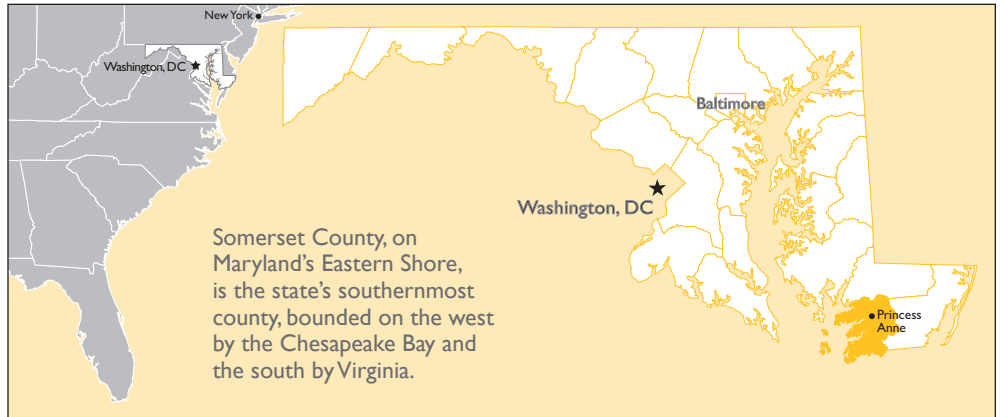 New York
Washington, DC
Baltimore
Washington, DC
Somerset County, on
Maryland's Eastern Shore,
is the state's southernmost
county, bounded on the west
by the Chesapeake Bay and
the south by Virginia.
Princess
Anne